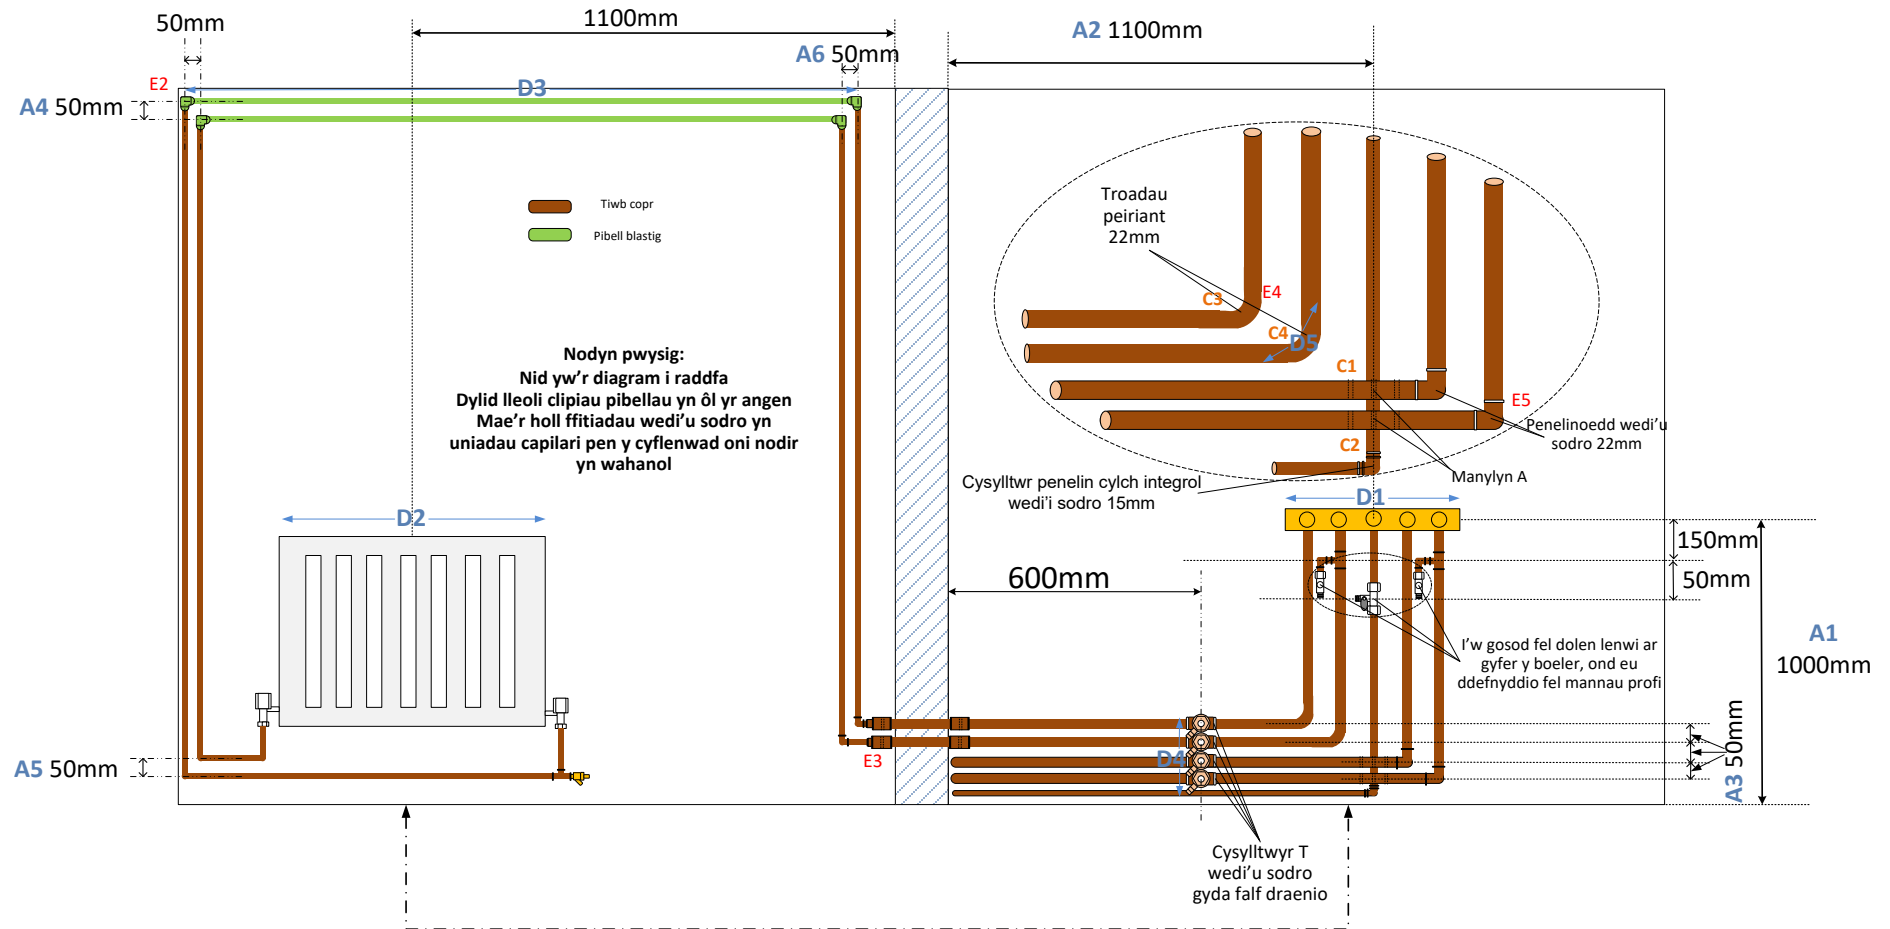 1100mm
A2 1100mm
50mm
A6 50mm
E2
D3
A4 50mm
Tiwb copr
Pibell blastig
Troadau
peiriant
22mm
C3
E4
C4
D5
C1
E5
Penelinoedd wedi'u
sodro 22mm
C2
Manylyn A
Cysylltwr penelin cylch integrol
wedi'i sodro 15mm
Nodyn pwysig:
Nid yw'r diagram i raddfa
Dylid lleoli clipiau pibellau yn ôl yr angen
Mae'r holl ffitiadau wedi'u sodro yn
uniadau capilari pen y cyflenwad oni nodir
yn wahanol
D2
D1
150mm
50mm
600mm
A1
1000mm
I'w gosod fel dolen lenwi ar
gyfer y boeler, ond eu
ddefnyddio fel mannau profi
A5 50mm
E3
D4
A3 50mm
Cysylltwyr T
wedi'u sodro
gyda falf draenio